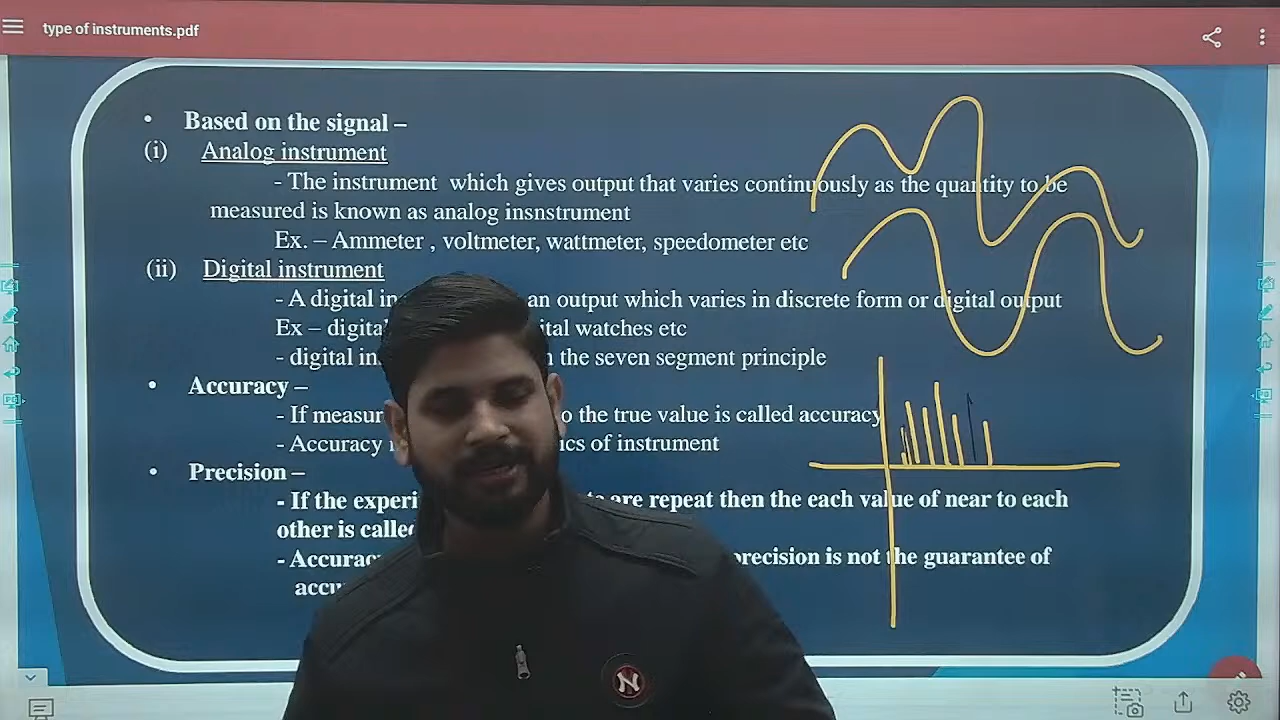 type of instruments.pdf
• Based on the signal –
(i) Analog instrument
- The instrument which gives output that varies continuously as the quantity to be
measured is known as analog insnstrument
Ex. – Ammeter , voltmeter, wattmeter, speedometer etc
(ii) Digital instrument
- A digital in an output which varies in discrete form or digital output
Ex – digita ital watches etc
- digital in the seven segment principle
• Accuracy –
- If measur o the true value is called accuracy
- Accuracy ics of instrument
• Precision –
- If the experi are repeat then the each value of near to each
other is called
- Accurac precision is not the guarantee of
accu
N